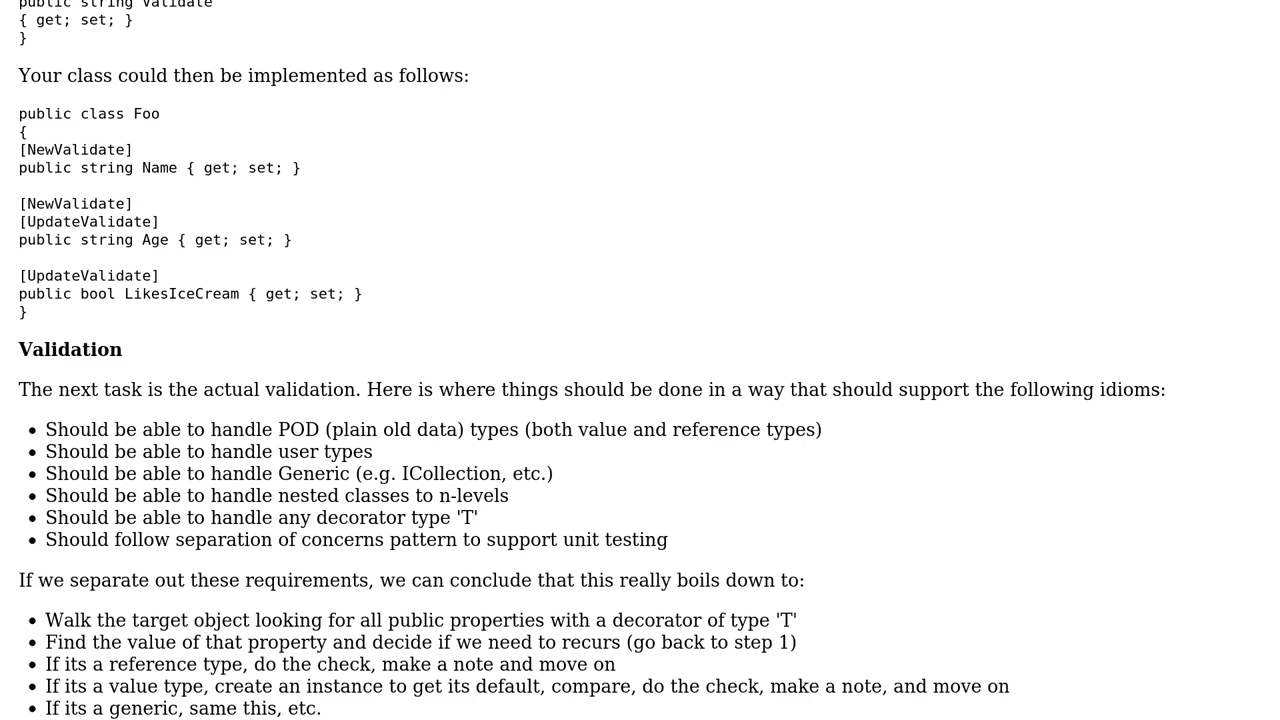 public string Validate
{ get; set; }
}
Your class could then be implemented as follows:
public class Foo
{
[NewValidate]
public string Name { get; set; }
[NewValidate]
[UpdateValidate]
public string Age { get; set; }
[UpdateValidate]
public bool LikesIceCream { get; set; }
}
Validation
The next task is the actual validation. Here is where things should be done in a way that should support the following idioms:
• Should be able to handle POD (plain old data) types (both value and reference types)
• Should be able to handle user types
• Should be able to handle Generic (e.g. ICollection, etc.)
• Should be able to handle nested classes to n-levels
• Should be able to handle any decorator type 'T'
• Should follow separation of concerns pattern to support unit testing
If we separate out these requirements, we can conclude that this really boils down to:
• Walk the target object looking for all public properties with a decorator of type 'T'
• Find the value of that property and decide if we need to recurs (go back to step 1)
• If its a reference type, do the check, make a note and move on
• If its a value type, create an instance to get its default, compare, do the check, make a note, and move on
• If its a generic, same this, etc.